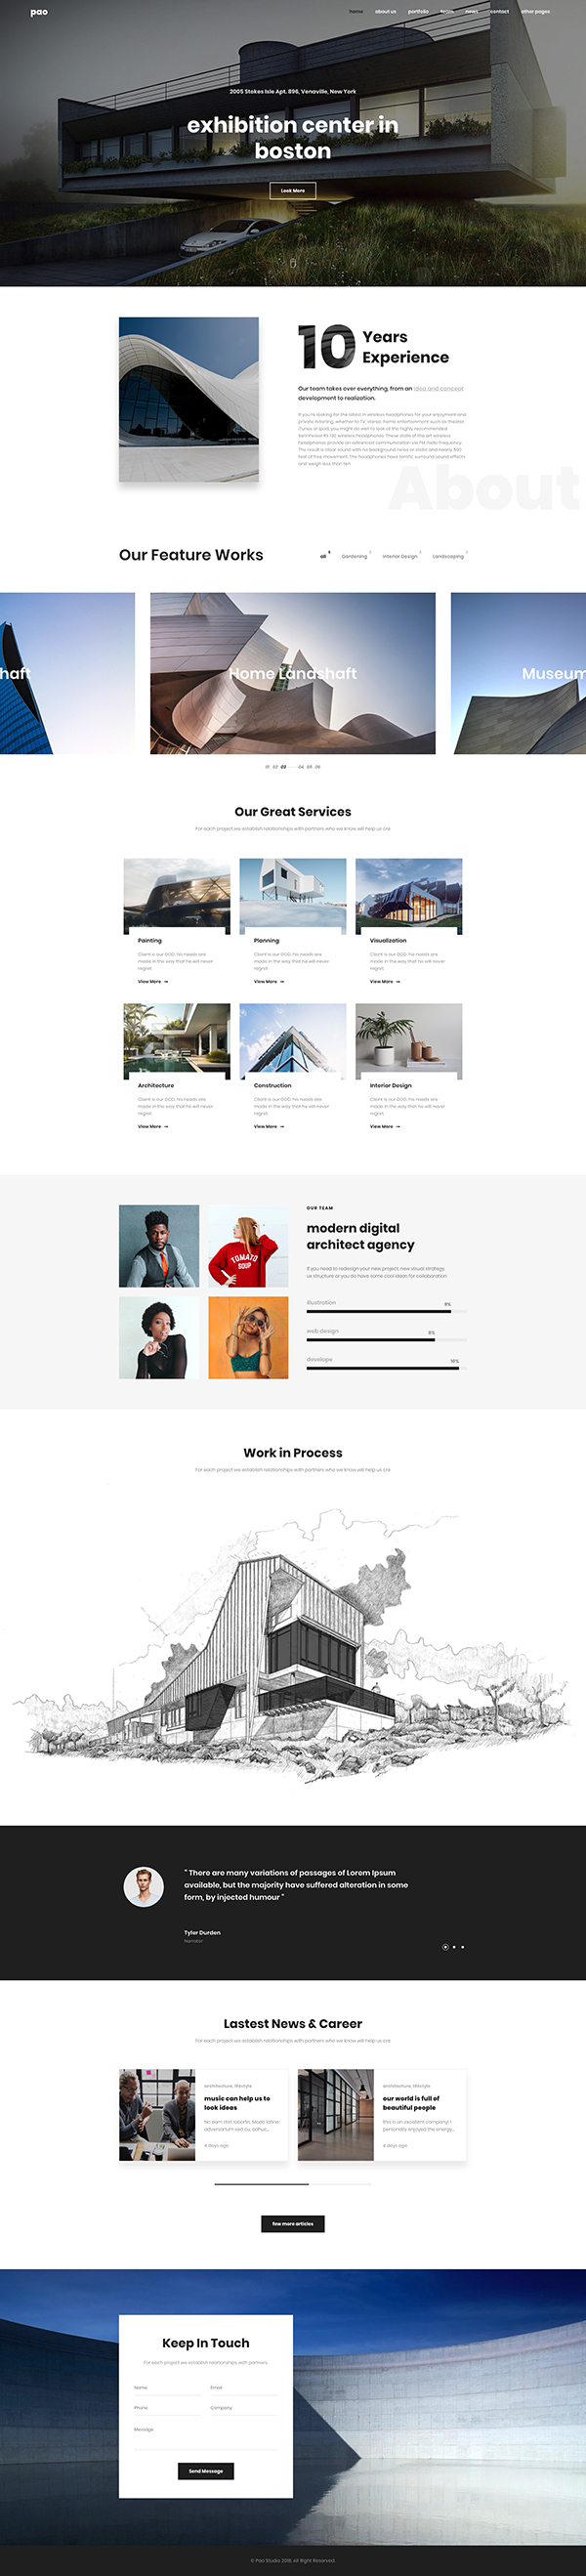 pao
home about us portfolio team news contact other pages
2005 Stokes Isle Apt. 896, Venaville, New York
exhibition center in
boston
Look More
10 Years
Experience
Our team takes over everything, from an idea and concept
development to realization.
If you're looking for the latest in wireless headphones for your enjoyment and
private listening, whether to TV, stereo, home entertainment such as theater,
iTunes or Ipod, you might do well to look at the highly recommended
Sennheiser RS 120 wireless headphones. These state of the art wireless
headphones provide an advanced communication via FM radio frequency.
The result is clear sound with no background noise or static and nearly 300
feet of free movement. The headphones have terrific surround sound effects
and weigh less than ten
About
Our Feature Works
all Gardening Interior Design Landscaping
haft
Home Landshaft
Museum
01 02 03 04 05 06
Our Great Services
For each project we establish relationships with partners who we know will help us cre
Painting
Client is our GOD, his needs are
made in the way that he will never
regret.
View More →
Planning
Client is our GOD, his needs are
made in the way that he will never
regret.
View More →
Visualization
Client is our GOD, his needs are
made in the way that he will never
regret.
View More →
Architecture
Client is our GOD, his needs are
made in the way that he will never
regret.
View More →
Construction
Client is our GOD, his needs are
made in the way that he will never
regret.
View More →
Interior Design
Client is our GOD, his needs are
made in the way that he will never
regret.
View More →
TOMATO
SOUP
OUR TEAM
modern digital
architect agency
If you need to redesign your new project, new visual strategy,
ux structure or you do have some cool ideas for collaboration
illustration
9%
web design
8%
develope
10%
Work in Process
For each project we establish relationships with partners who we know will help us cre
" There are many variations of passages of Lorem Ipsum
available, but the majority have suffered alteration in some
form, by injected humour "
Tyler Durden
Narrator
Lastest News & Career
For each project we establish relationships with partners who we know will help us cre
architecture, lifestyle
music can help us to
look ideas
No eam dist lobortis. Modo labine
adversarium sed cu, adhuc...
4 days ago
architecture, lifestyle
our world is full of
beautiful people
this is an excellent company! I
personally enjoyed the energy...
4 days ago
few more articles
Keep In Touch
For each project we establish relationships with partners.
Name Email
Phone Company
Message
Send Message
© Pao Studio 2018. All Right Reserved.